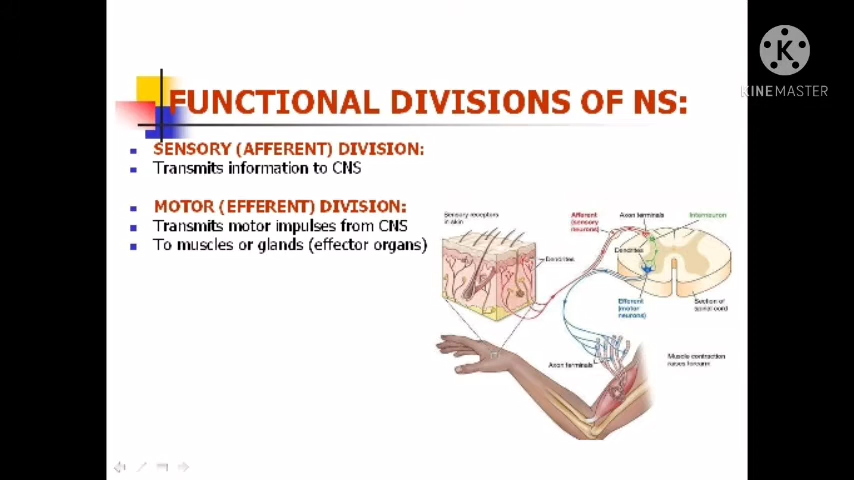 K
KINEMASTER
FUNCTIONAL DIVISIONS OF NS:
SENSORY (AFFERENT) DIVISION:
Transmits information to CNS
MOTOR (EFFERENT) DIVISION:
Transmits motor impulses from CNS
To muscles or glands (effector organs)
Sensory receptors
in skin
Afferent
(sensory
neurons)
Axon terminals
Interneuron
Dendrites
Dendrites
Efferent
(motor
neurons)
Section of
spinal cord
Axon terminals
Muscle contraction
moves forearm